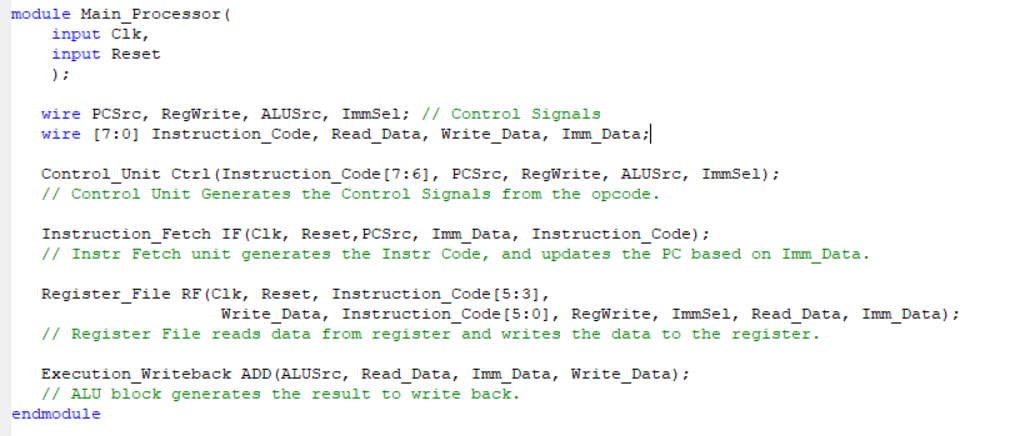 module Main_Processor(
input Clk,
input Reset
);
wire PCSrc, RegWrite, ALUSrc, ImmSel; // Control Signals
wire [7:0] Instruction_Code, Read_Data, Write_Data, Imm_Data;
Control_Unit Ctrl(Instruction_Code[7:6], PCSrc, RegWrite, ALUSrc, ImmSel);
// Control Unit Generates the Control Signals from the opcode.
Instruction_Fetch IF(Clk, Reset,PCSrc, Imm_Data, Instruction_Code);
// Instr Fetch unit generates the Instr Code, and updates the PC based on Imm_Data.
Register_File RF(Clk, Reset, Instruction_Code[5:3],
Write_Data, Instruction_Code[5:0], RegWrite, ImmSel, Read_Data, Imm_Data);
// Register File reads data from register and writes the data to the register.
Execution_Writeback ADD(ALUSrc, Read_Data, Imm_Data, Write_Data);
// ALU block generates the result to write back.
endmodule